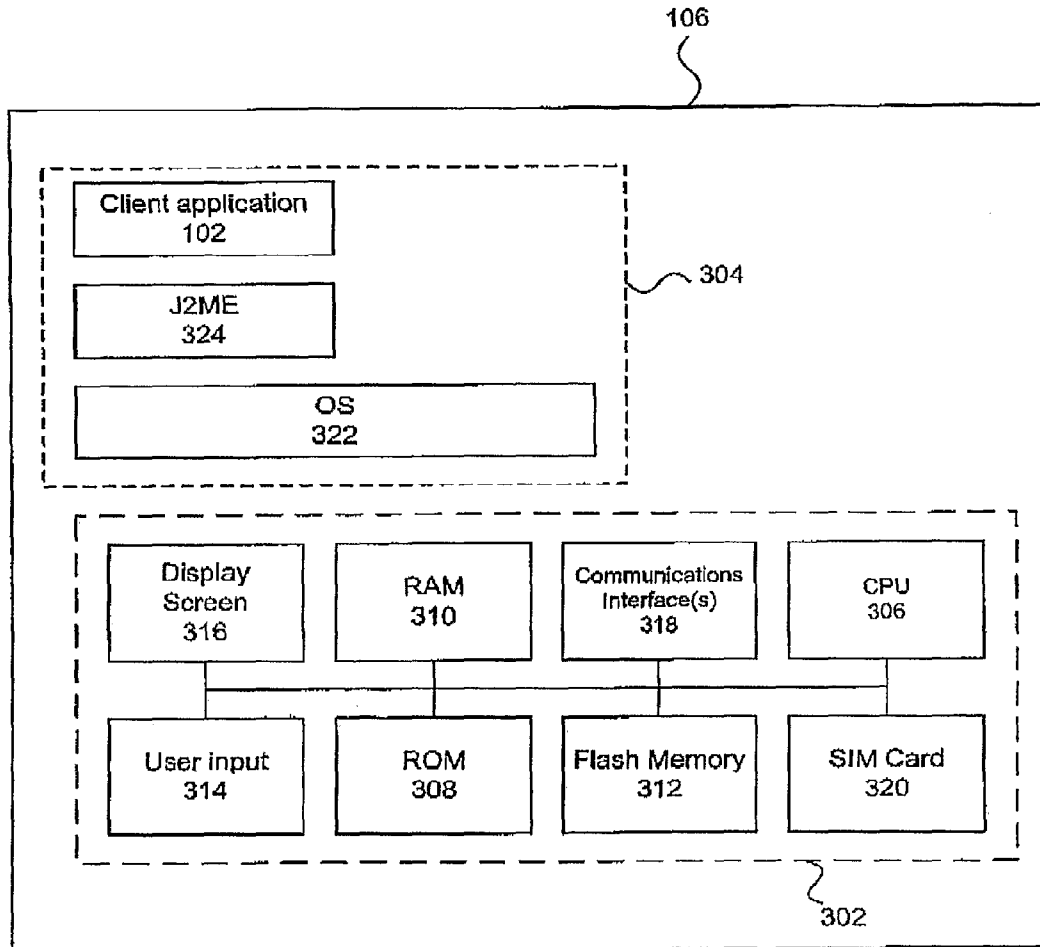 106
Client application
102
304
J2ME
324
OS
322
Display
Screen
316
RAM
310
Communications
Interface(s)
318
CPU
306
User input
314
ROM
308
Flash Memory
312
SIM Card
320
302